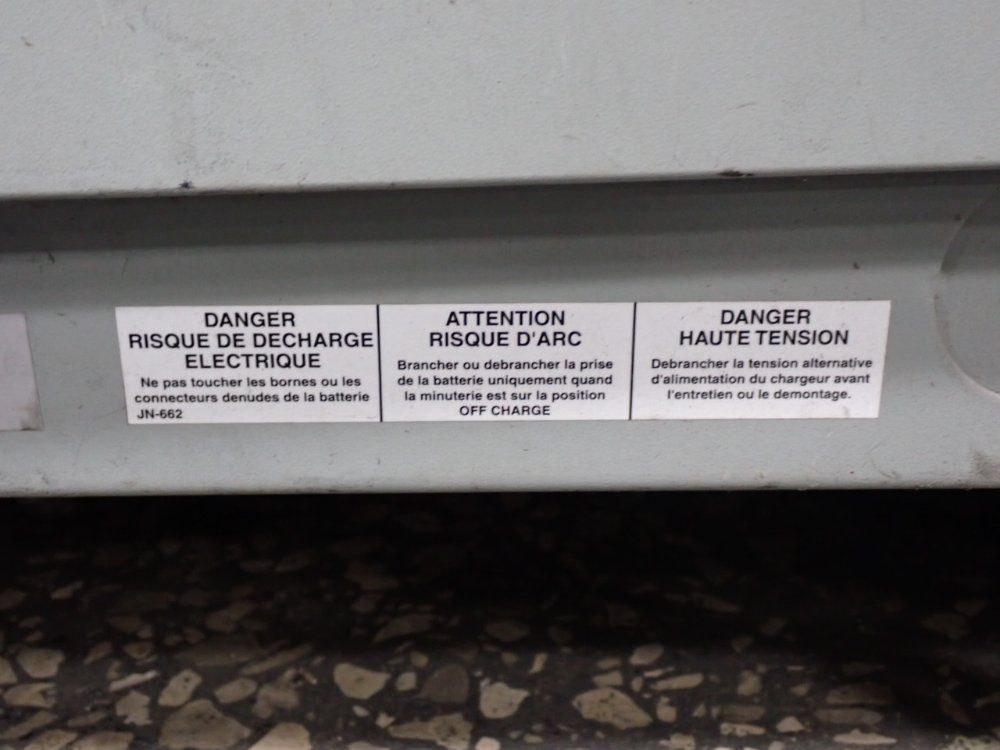 DANGER
RISQUE DE DECHARGE
ELECTRIQUE
Ne pas toucher les bornes ou les
connecteurs denudes de la batterie
JN-662
ATTENTION
RISQUE D'ARC
Brancher ou debrancher la prise
de la batterie uniquement quand
la minuterie est sur la position
OFF CHARGE
DANGER
HAUTE TENSION
Debrancher la tension alternative
d'alimentation du chargeur avant
l'entretien ou le demontage.